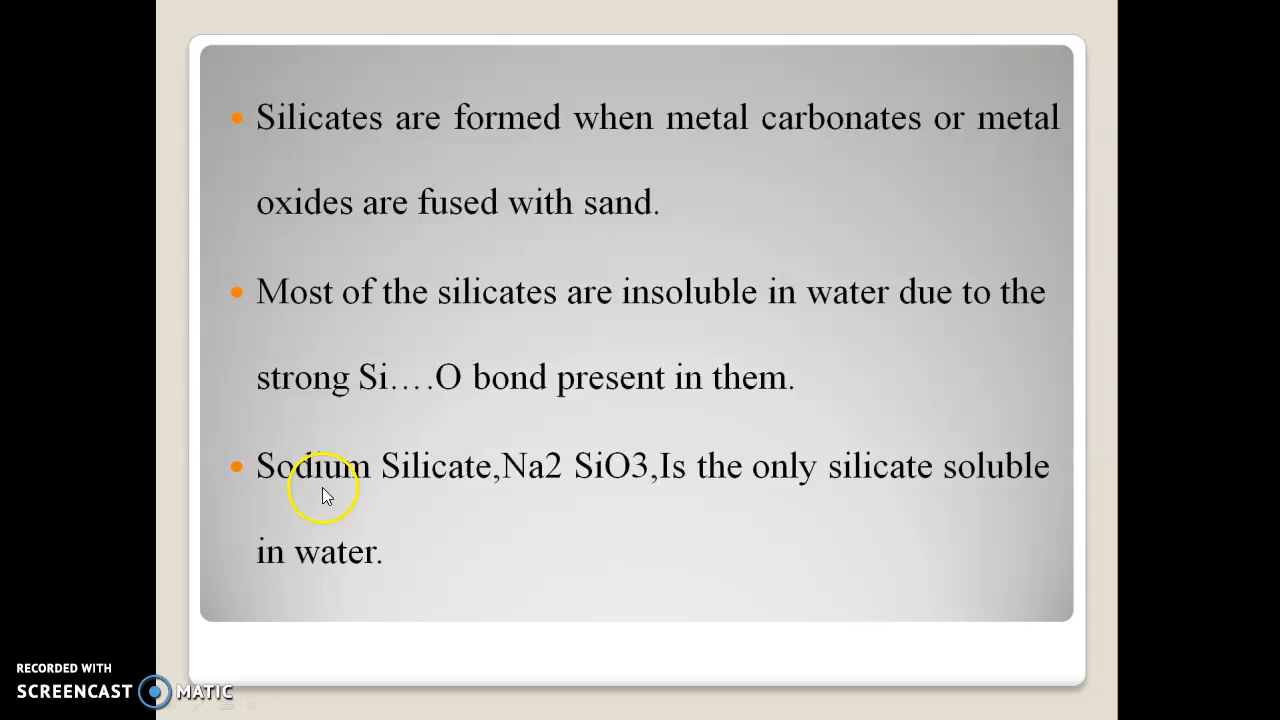 Silicates are formed when metal carbonates or metal
oxides are fused with sand.
Most of the silicates are insoluble in water due to the
strong Si….O bond present in them.
Sodium Silicate,Na2 SiO3,Is the only silicate soluble
in water.
RECORDED WITH
SCREENCAST MATIC